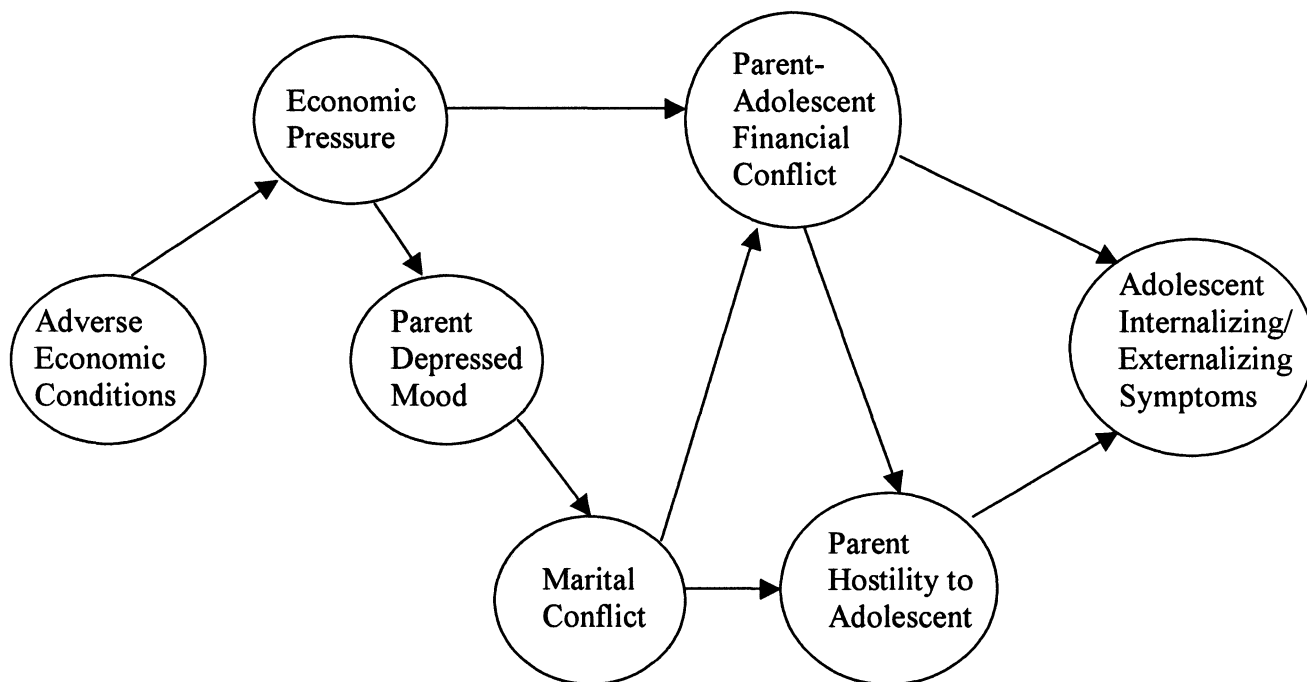 Economic
Pressure
Parent-
Adolescent
Financial
Conflict
Adverse
Economic
Conditions
Parent
Depressed
Mood
Adolescent
Internalizing/
Externalizing
Symptoms
Marital
Conflict
Parent
Hostility to
Adolescent